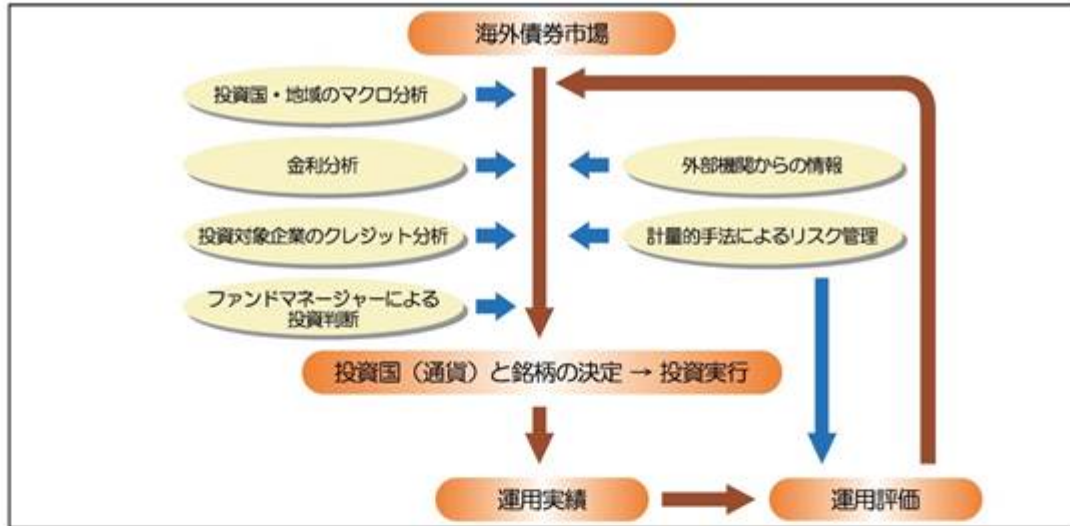 海外債券市場
投資国・地域のマクロ分析
金利分析
外部機関からの情報
投資対象企業のクレジット分析
計量的手法によるリスク管理
ファンドマネージャーによる
投資判断
投資国（通貨）と銘柄の決定 → 投資実行
運用実績
運用評価